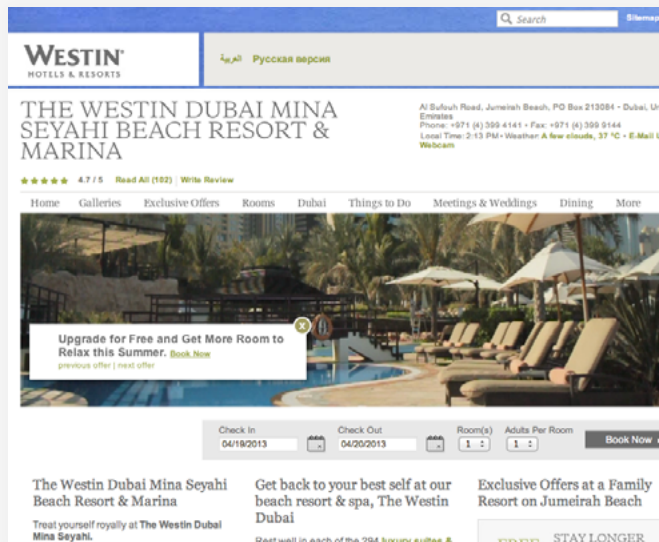 Search
Sitemap
WESTIN
HOTELS & RESORTS
العربية Русская версия
THE WESTIN DUBAI MINA
SEYAHI BEACH RESORT &
MARINA
Al Sufouh Road, Jumeirah Beach, PO Box 213084 • Dubai,
Emirates
Phone: +971 (4) 399 4141 • Fax: +971 (4) 399 9144
Local Time: 2:13 PM • Weather: A few clouds, 37 °C • E-Mail
Webcam
4.7 / 5 Read All (102) | Write Review
Home Galleries Exclusive Offers Rooms Dubai Things to Do Meetings & Weddings Dining More
X
Upgrade for Free and Get More Room to
Relax this Summer. Book Now
previous offer | next offer
Check In Check Out Room(s) Adults Per Room
04/19/2013 04/20/2013 1 1 Book Now
The Westin Dubai Mina Seyahi
Beach Resort & Marina
Treat yourself royally at The Westin Dubai
Mina Seyahi.
Get back to your best self at our
beach resort & spa, The Westin
Dubai
Rest well in each of the 294 luxury suites &
Exclusive Offers at a Family
Resort on Jumeirah Beach
FREE STAY LONGER